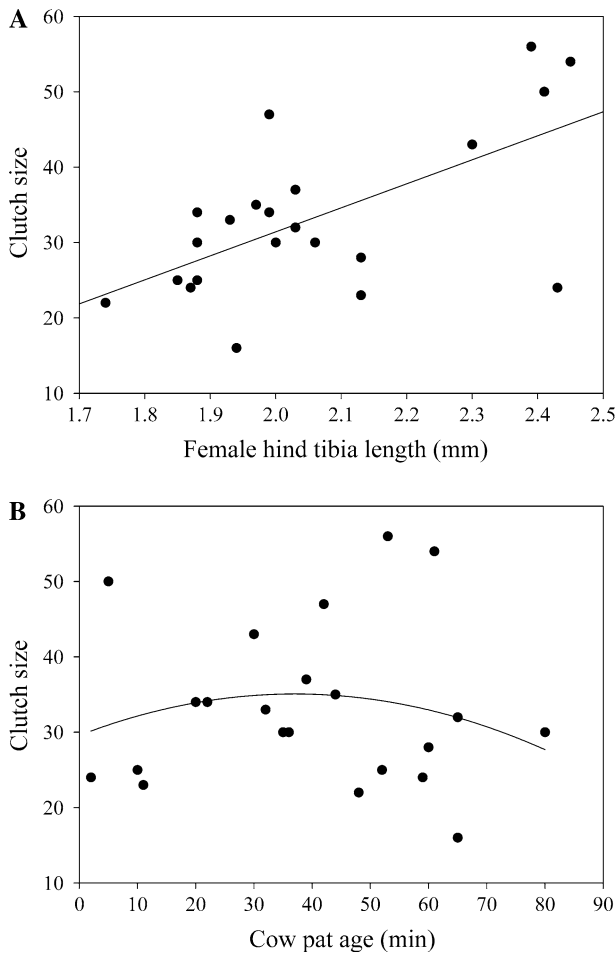 A
60
50
40
30
20
10
Clutch size
1.7 1.8 1.9 2.0 2.1 2.2 2.3 2.4 2.5
Female hind tibia length (mm)
B
60
50
40
30
20
10
Clutch size
0 10 20 30 40 50 60 70 80 90
Cow pat age (min)